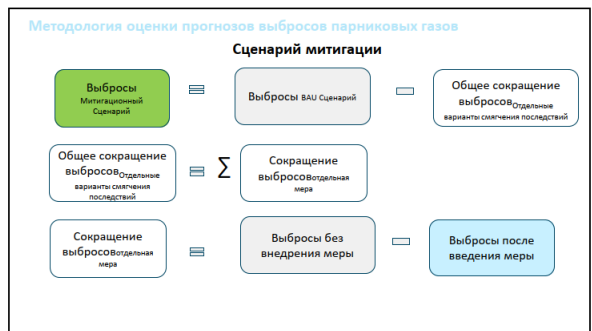 Методология оценки прогнозов выбросов парниковых газов
Сценарий митигации
Выбросы
Митигационный
Сценарий
=
Выбросы BAU Сценарий
-
Общее сокращение
выбросовОтдельные
варианты смягчения последствий
Общее сокращение
выбросовОтдельные
варианты смягчения
последствий
= ∑
Сокращение
выбросовотдельная
мера
Сокращение
выбросовотдельная
мера
=
Выбросы без
внедрения меры
-
Выбросы после
введения меры